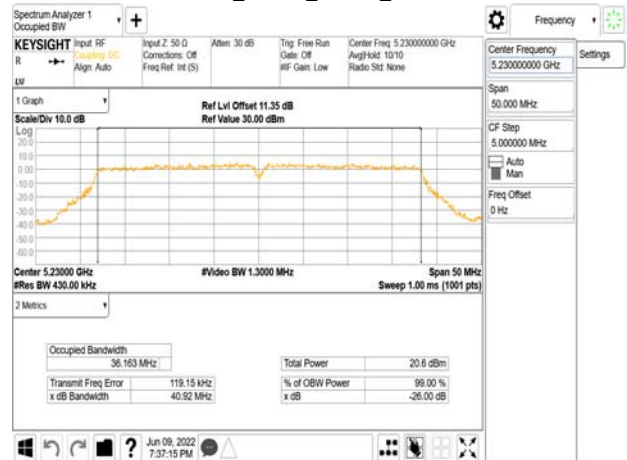 Spectrum Analyzer 1
Occupied BW
Frequency
KEYSIGHT
R
Input: RF
Coupling: DC
Align: Auto
Input Z: 50 Ω
Corrections: Off
Freq Ref: Int (S)
Atten: 30 dB
Trig: Free Run
Gate: Off
#IF Gain: Low
Center Freq: 5.230000000 GHz
Avg|Hold: 10/10
Radio Std: None
Center Frequency
5.230000000 GHz
Settings
Span
50.000 MHz
CF Step
5.000000 MHz
Auto
Man
Freq Offset
0 Hz
1 Graph
Scale/Div 10.0 dB
Ref Lvl Offset 11.35 dB
Ref Value 30.00 dBm
Log
20.0
10.0
0.00
-10.0
-20.0
-30.0
-40.0
-50.0
-60.0
Center 5.23000 GHz
#Video BW 1.3000 MHz
Span 50 MHz
#Res BW 430.00 kHz
Sweep 1.00 ms (1001 pts)
2 Metrics
Occupied Bandwidth
36.163 MHz
Total Power 20.6 dBm
Transmit Freq Error 119.15 kHz
% of OBW Power 99.00 %
x dB Bandwidth 40.92 MHz
x dB -26.00 dB
?
Jun 09, 2022
7:37:15 PM